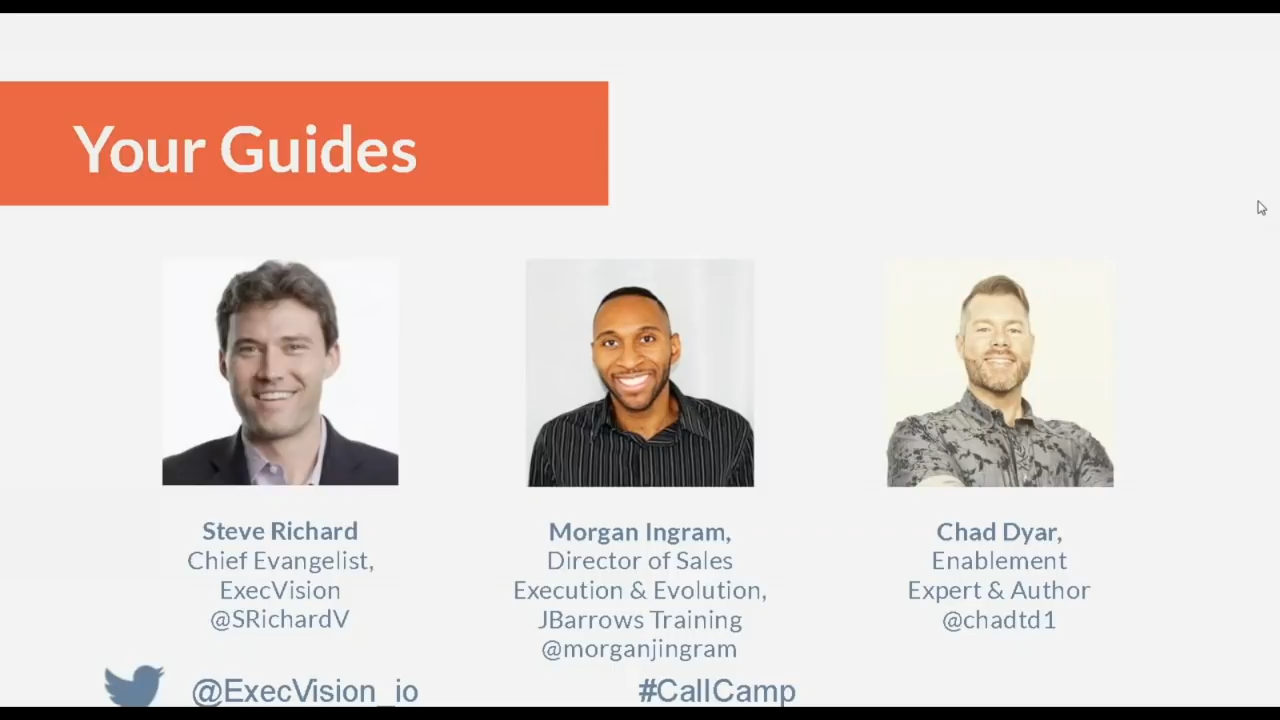 Your Guides
Steve Richard
Chief Evangelist,
ExecVision
@SRichardV
Morgan Ingram,
Director of Sales
Execution & Evolution,
JBarrows Training
@morganjingram
Chad Dyar,
Enablement
Expert & Author
@chadtd1
@ExecVision_io
#CallCamp